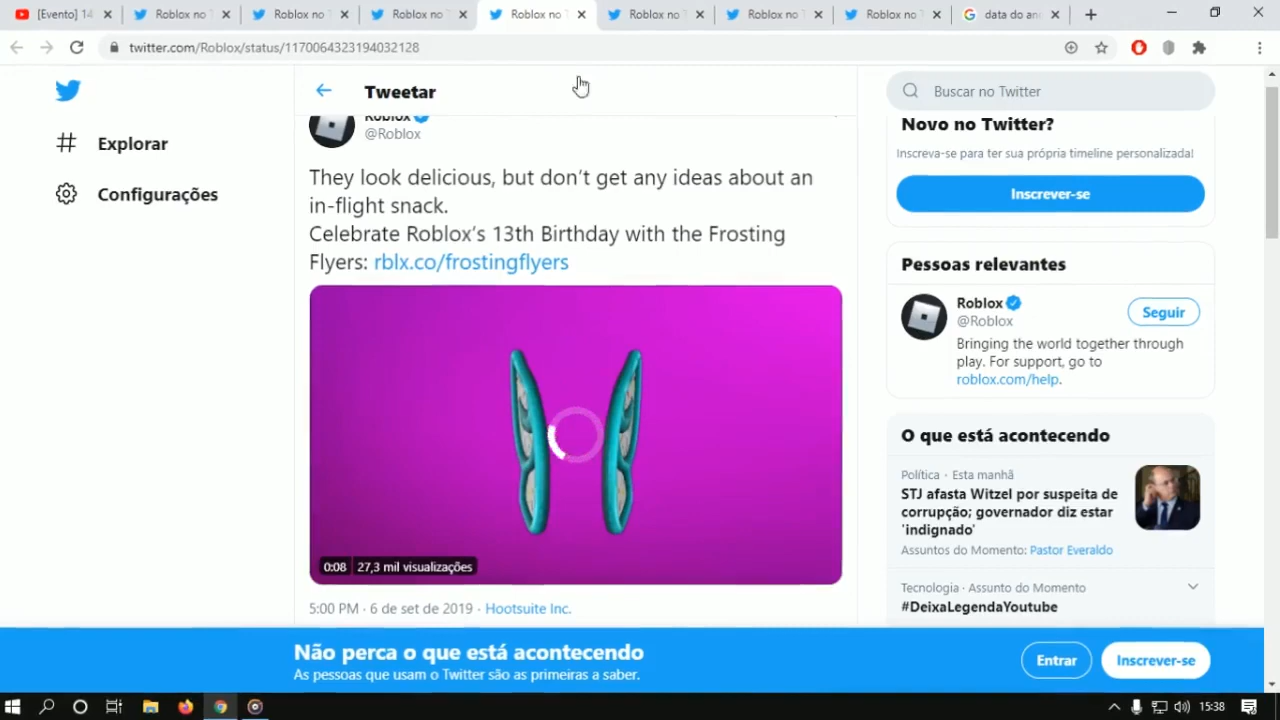 [Evento] 14
Roblox no T
Roblox no T
Roblox no T
Roblox no T
Roblox no T
Roblox no T
Roblox no T
data do ani
twitter.com/Roblox/status/1170064323194032128
Tweetar
Buscar no Twitter
Explorar
Configurações
Roblox
@Roblox
They look delicious, but don’t get any ideas about an
in-flight snack.
Celebrate Roblox’s 13th Birthday with the Frosting
Flyers: rblx.co/frostingflyers
0:08 27,3 mil visualizações
5:00 PM · 6 de set de 2019 · Hootsuite Inc.
Novo no Twitter?
Inscreva-se para ter sua própria timeline personalizada!
Inscrever-se
Pessoas relevantes
Roblox
@Roblox
Seguir
Bringing the world together through
play. For support, go to
roblox.com/help.
O que está acontecendo
Política · Esta manhã
STJ afasta Witzel por suspeita de
corrupção; governador diz estar
'indignado'
Assuntos do Momento: Pastor Everaldo
Tecnologia · Assunto do Momento
#DeixaLegendaYoutube
Não perca o que está acontecendo
As pessoas que usam o Twitter são as primeiras a saber.
Entrar
Inscrever-se
15:38